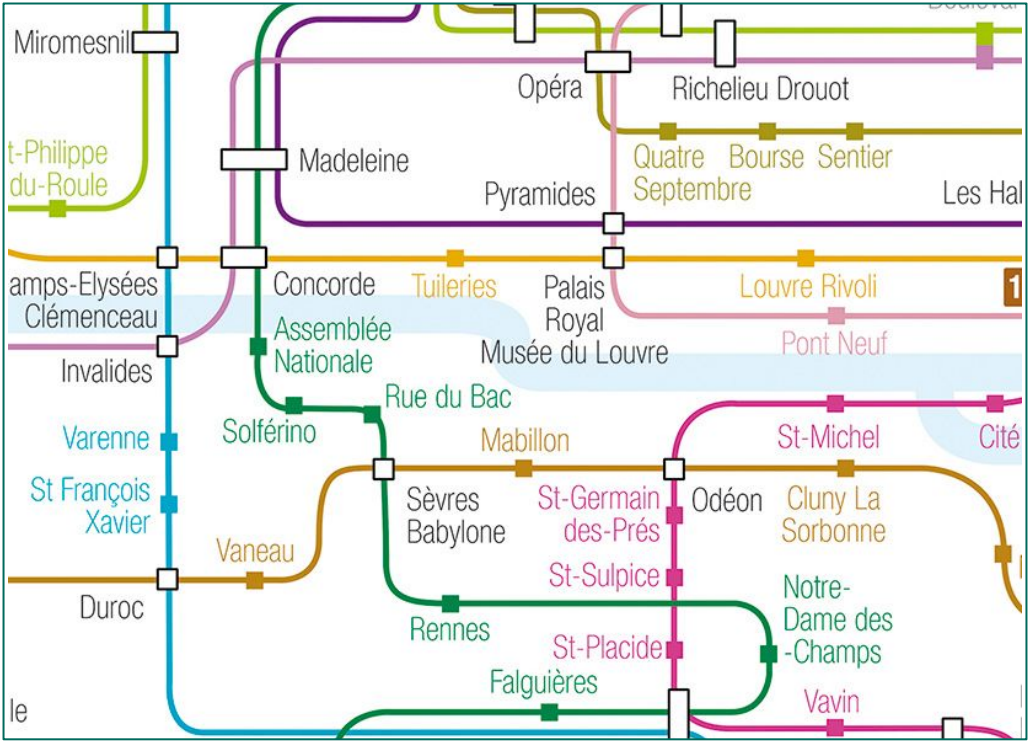 Miromesnil
Opéra
Richelieu Drouot
t-Philippe
du-Roule
Madeleine
Quatre
Septembre
Bourse
Sentier
Pyramides
Les Hal
amps-Elysées
Clémenceau
Concorde
Tuileries
Palais
Royal
Musée du Louvre
Louvre Rivoli
1
Invalides
Assemblée
Nationale
Pont Neuf
Rue du Bac
Solférino
Varenne
Mabillon
St-Michel
Cité
St François
Xavier
Sèvres
Babylone
St-Germain
des-Prés
Odéon
Cluny La
Sorbonne
Vaneau
St-Sulpice
Duroc
Rennes
Notre-
Dame des
-Champs
St-Placide
Falguières
Vavin
le